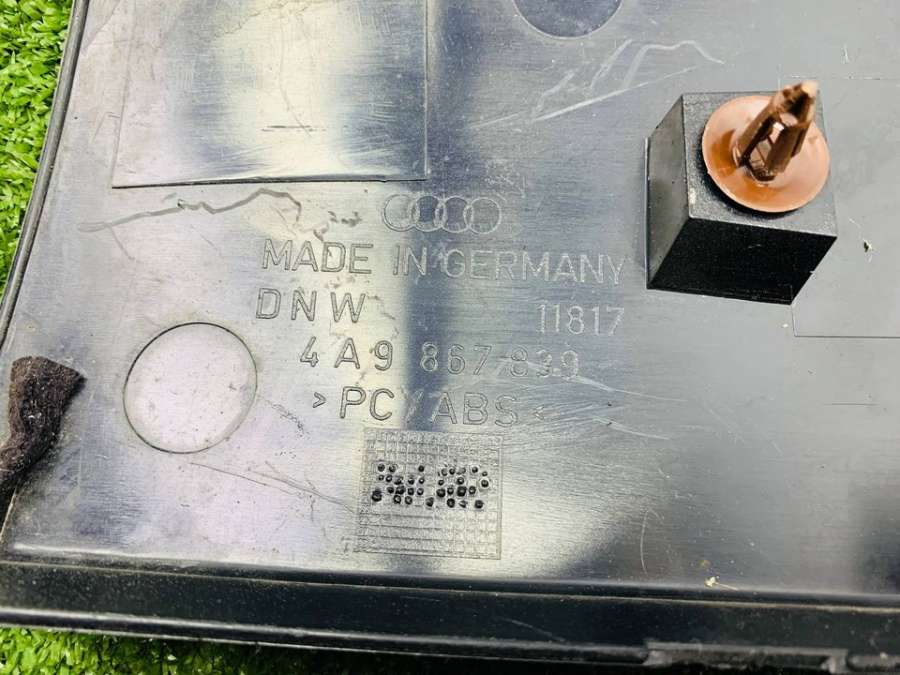 MADE IN GERMANY
DNW 11817
4A9 867 839
>PC/ABS<